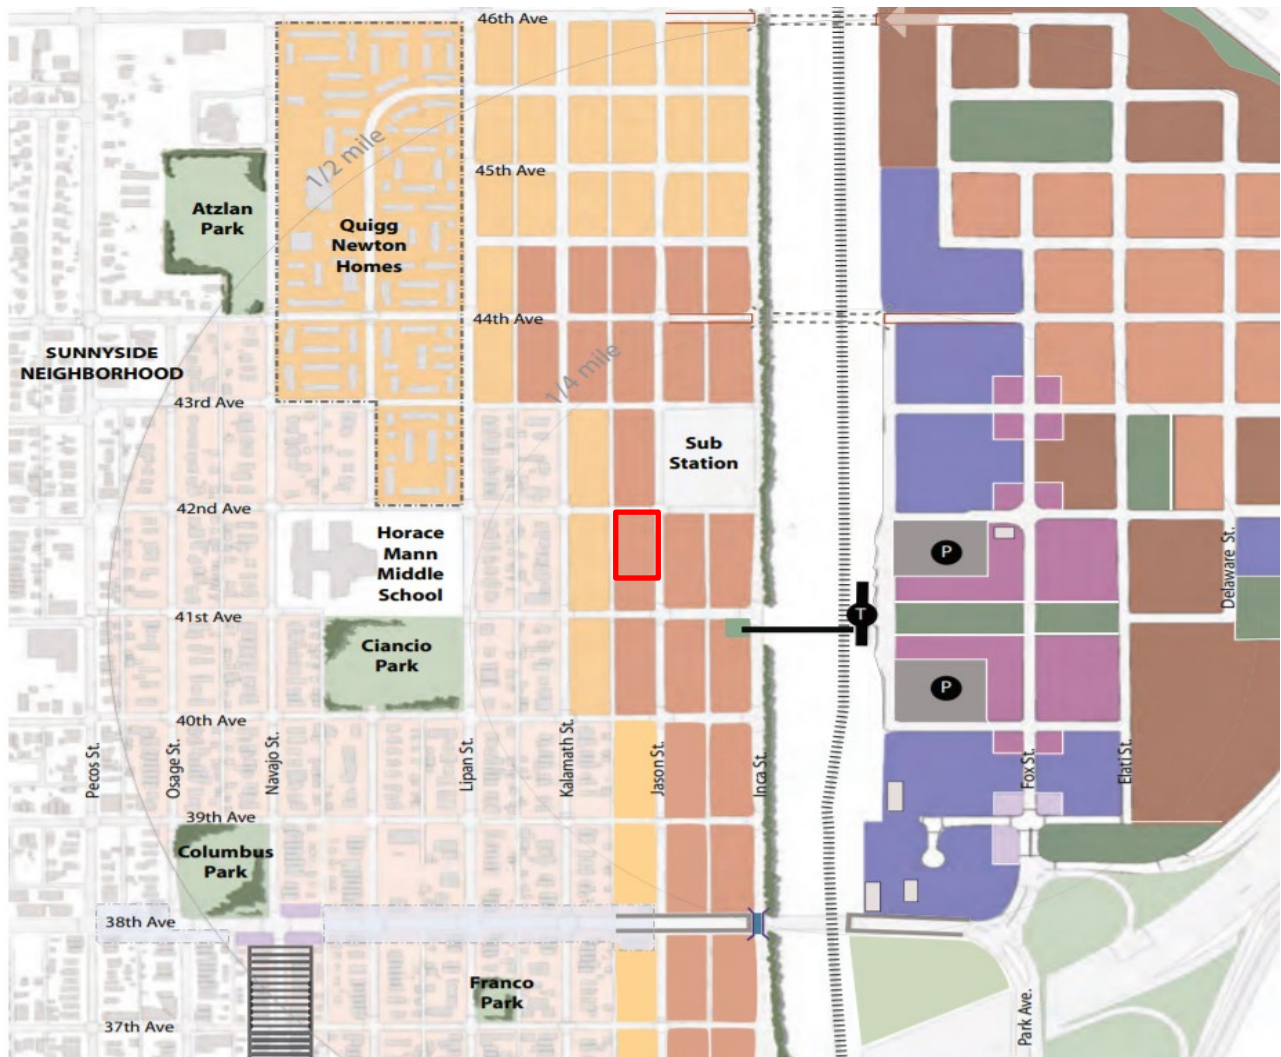 46th Ave
1/2 mile
45th Ave
Atzlan
Park
Quigg
Newton
Homes
44th Ave
SUNNYSIDE
NEIGHBORHOOD
1/4 mile
43rd Ave
Sub
Station
42nd Ave
Horace
Mann
Middle
School
P
Delaware St.
41st Ave
T
Ciancio
Park
P
40th Ave
Pecos St.
Osage St.
Navajo St.
Lipan St.
Kalamath St.
Jason St.
Inca St.
Fox St.
Elati St.
39th Ave
Columbus
Park
38th Ave
Franco
Park
37th Ave
Park Ave.